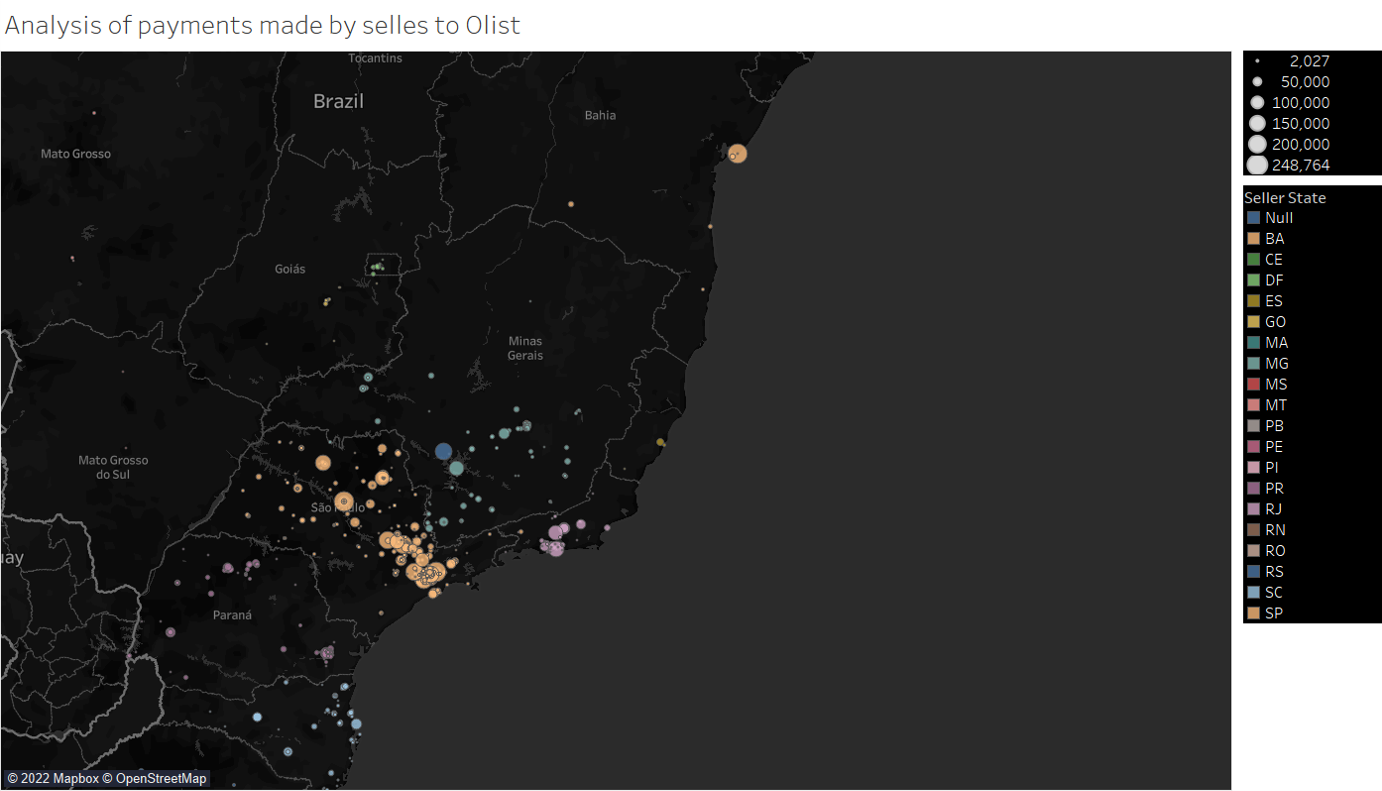 Analysis of payments made by selles to Olist
Tocantins
Brazil
Bahia
Mato Grosso
Goiás
Minas
Gerais
Mato Grosso
do Sul
uay
Paraná
© 2022 Mapbox © OpenStreetMap
2,027
50,000
100,000
150,000
200,000
248,764
Seller State
Null
BA
CE
DF
ES
GO
MA
MG
MS
MT
PB
PE
PI
PR
RJ
RN
RO
RS
SC
SP